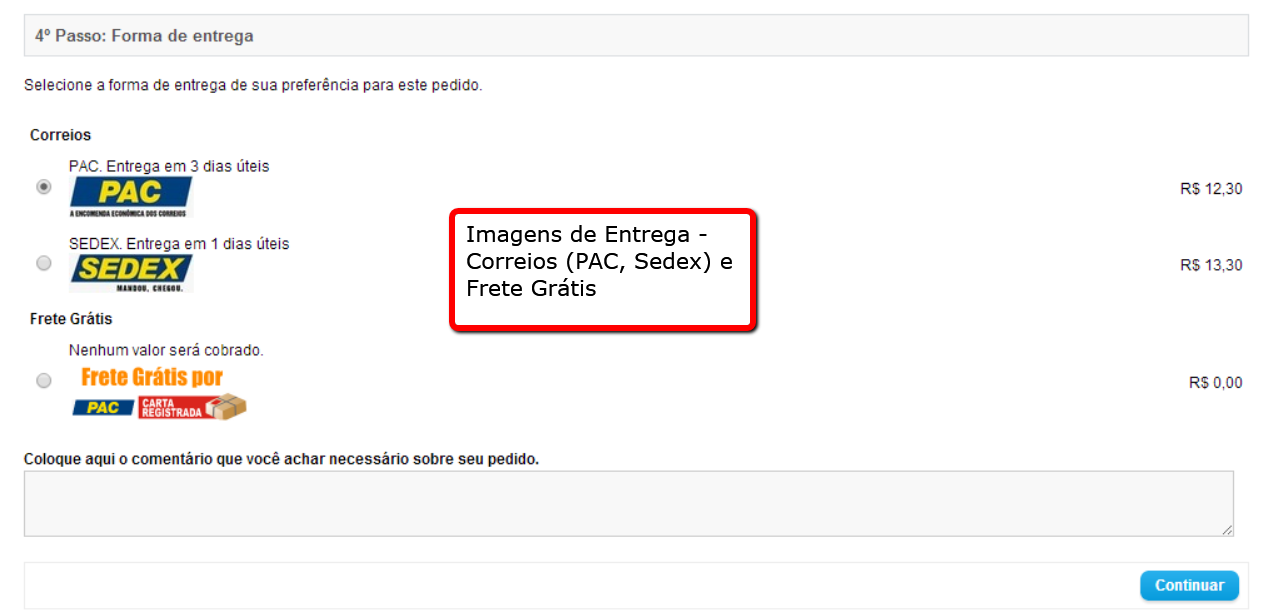 4º Passo: Forma de entrega
Selecione a forma de entrega de sua preferência para este pedido.
Correios
PAC. Entrega em 3 dias úteis
PAC
A ENCOMENDA ECONÔMICA DOS CORREIOS
R$ 12,30
SEDEX. Entrega em 1 dias úteis
SEDEX
MANDOU, CHEGOU.
R$ 13,30
Imagens de Entrega -
Correios (PAC, Sedex) e
Frete Grátis
Frete Grátis
Nenhum valor será cobrado.
Frete Grátis por
PAC CARTA
REGISTRADA
R$ 0,00
Coloque aqui o comentário que você achar necessário sobre seu pedido.
Continuar